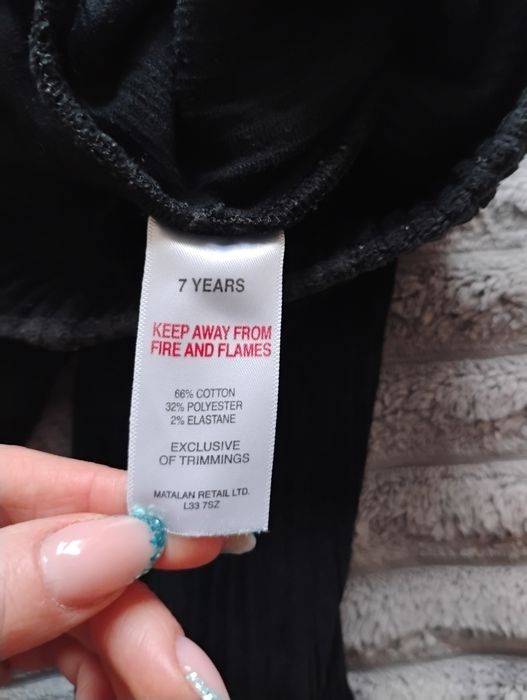 7 YEARS
KEEP AWAY FROM
FIRE AND FLAMES
66% COTTON
32% POLYESTER
2% ELASTANE
EXCLUSIVE
OF TRIMMINGS
MATALAN RETAIL LTD.
L33 7SZ